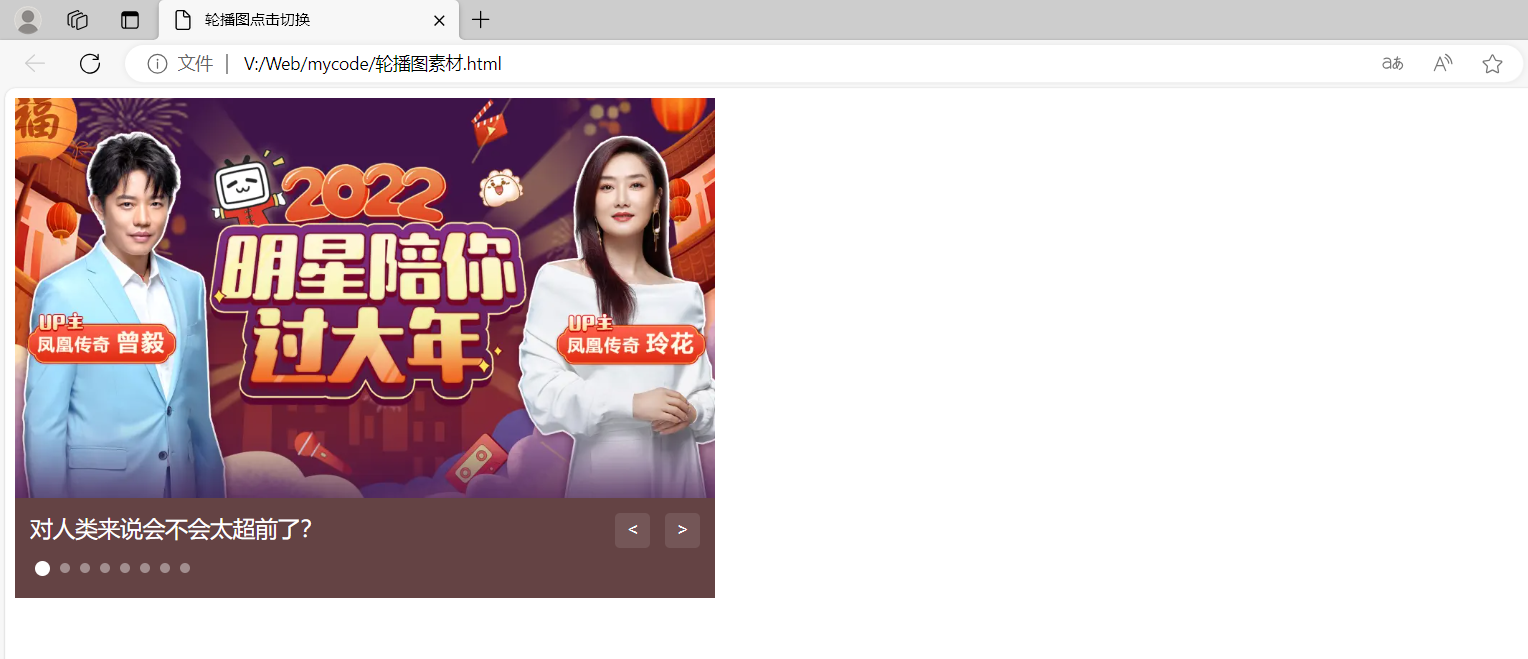 轮播图点击切换
文件
V:/Web/mycode/轮播图素材.html
aあ
A
福
2022
明星陪你
过大年
UP主
凤凰传奇 曾毅
UP主
凤凰传奇 玲花
对人类来说会不会太超前了?
< >